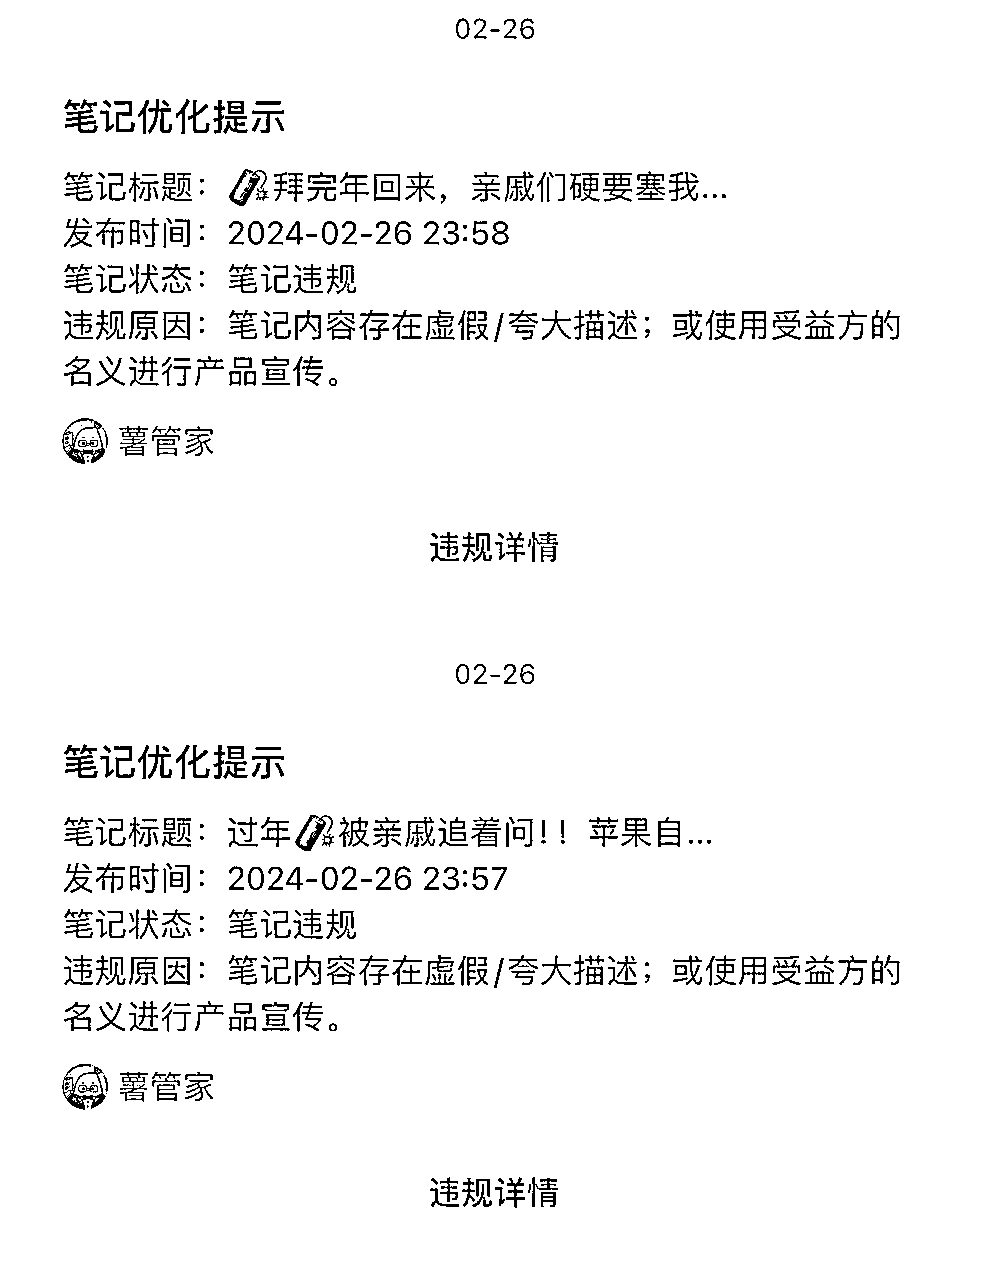 02-26
笔记优化提示
笔记标题：🧨拜完年回来，亲戚们硬要塞我...
发布时间：2024-02-26 23:58
笔记状态：笔记违规
违规原因：笔记内容存在虚假/夸大描述；或使用受益方的
名义进行产品宣传。
薯管家
违规详情
02-26
笔记优化提示
笔记标题：过年🧨被亲戚追着问！！苹果自...
发布时间：2024-02-26 23:57
笔记状态：笔记违规
违规原因：笔记内容存在虚假/夸大描述；或使用受益方的
名义进行产品宣传。
薯管家
违规详情